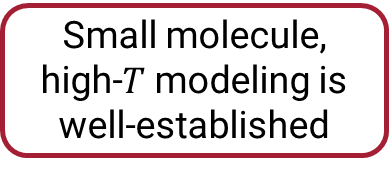 Small molecule,
high-T modeling is
well-established